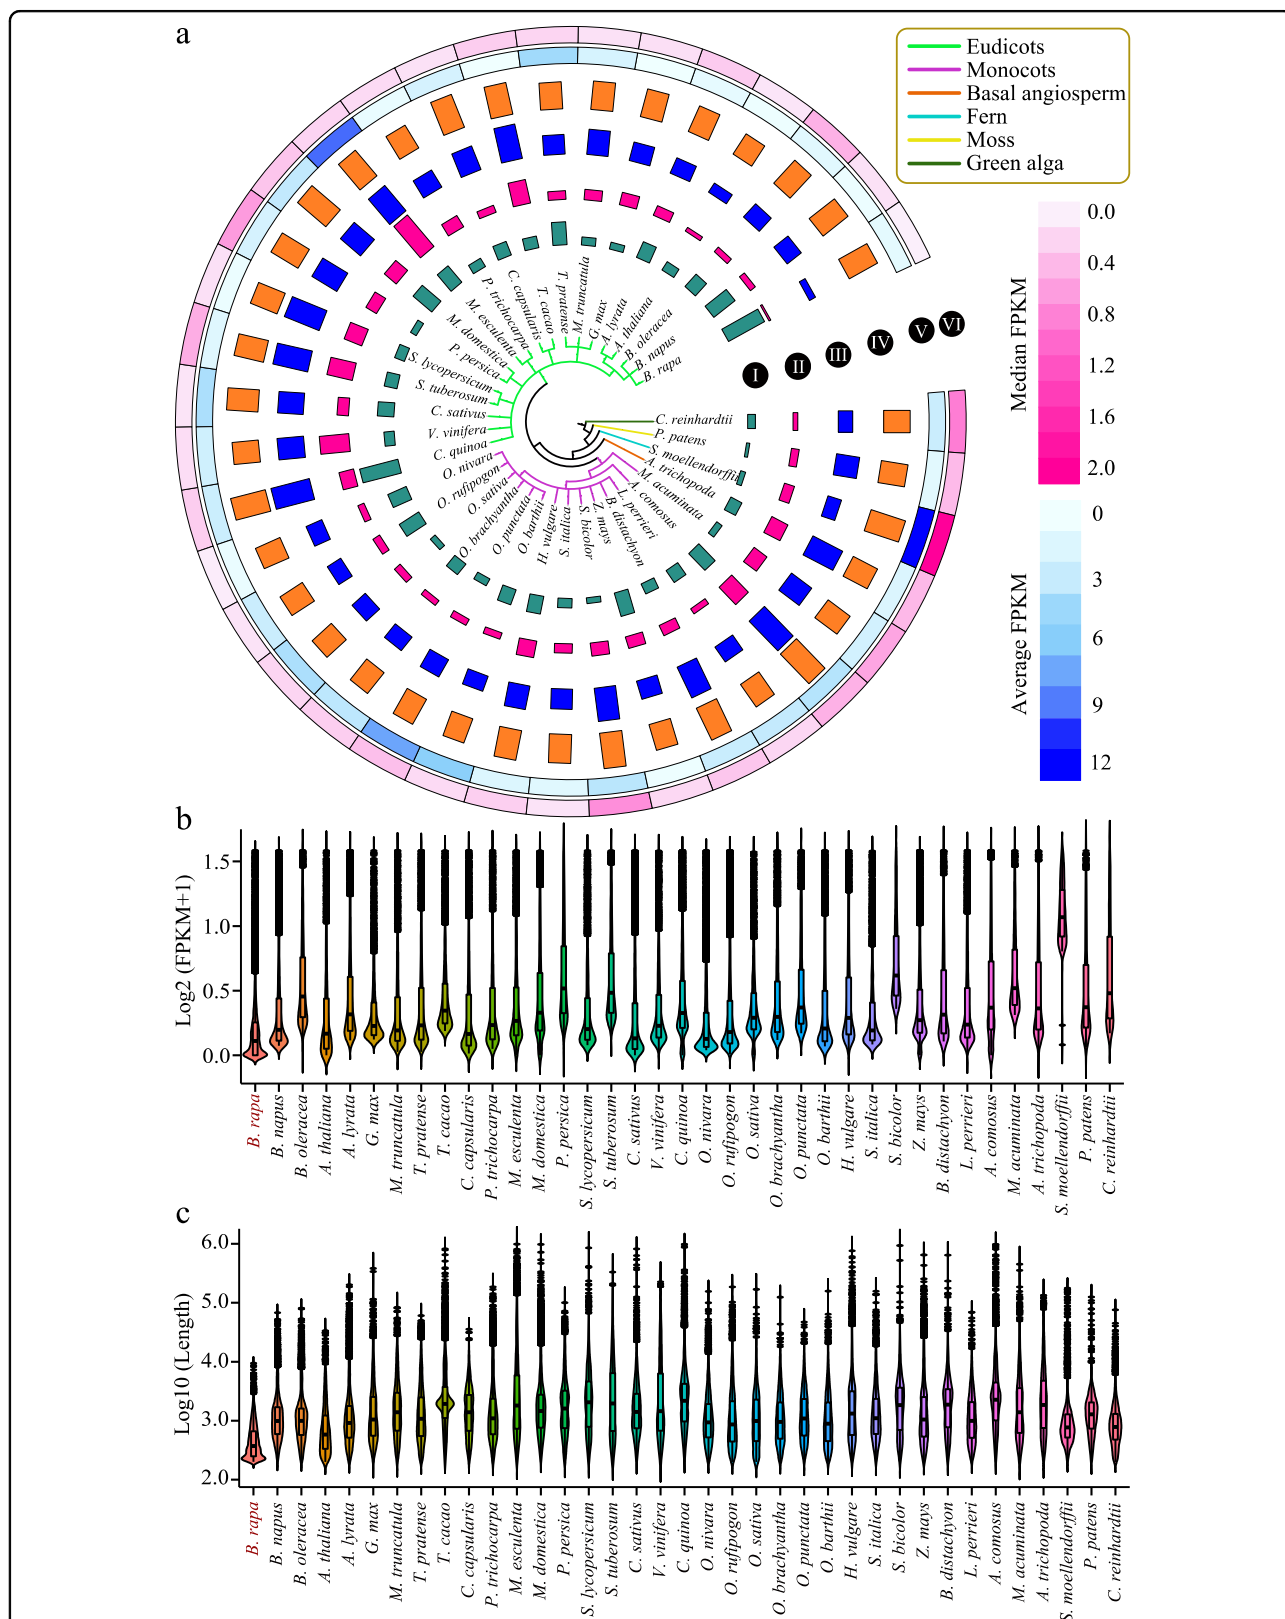 a
Eudicots
Monocots
Basal angiosperm
Fern
Moss
Green alga
Median FPKM
0.0
0.4
0.8
1.2
1.6
2.0
Average FPKM
0
3
6
9
12
I
II
III
IV
V
VI
B. rapa
B. napus
B. oleracea
A. thaliana
A. lyrata
G. max
M. truncatula
T. pratense
T. cacao
C. capsularis
P. trichocarpa
M. esculenta
M. domestica
P. persica
S. lycopersicum
S. tuberosum
C. sativus
V. vinifera
C. quinoa
O. nivara
O. rufipogon
O. sativa
O. brachyantha
O. punctata
O. barthii
H. vulgare
S. italica
S. bicolor
Z. mays
B. distachyon
L. perrieri
A. comosus
M. acuminata
A. trichopoda
S. moellendorffii
P. patens
C. reinhardtii
b
Log2 (FPKM+1)
1.5
1.0
0.5
0.0
B. rapa
B. napus
B. oleracea
A. thaliana
A. lyrata
G. max
M. truncatula
T. pratense
T. cacao
C. capsularis
P. trichocarpa
M. esculenta
M. domestica
P. persica
S. lycopersicum
S. tuberosum
C. sativus
V. vinifera
C. quinoa
O. nivara
O. rufipogon
O. sativa
O. brachyantha
O. punctata
O. barthii
H. vulgare
S. italica
S. bicolor
Z. mays
B. distachyon
L. perrieri
A. comosus
M. acuminata
A. trichopoda
S. moellendorffii
P. patens
C. reinhardtii
c
Log10 (Length)
6.0
5.0
4.0
3.0
2.0
B. rapa
B. napus
B. oleracea
A. thaliana
A. lyrata
G. max
M. truncatula
T. pratense
T. cacao
C. capsularis
P. trichocarpa
M. esculenta
M. domestica
P. persica
S. lycopersicum
S. tuberosum
C. sativus
V. vinifera
C. quinoa
O. nivara
O. rufipogon
O. sativa
O. brachyantha
O. punctata
O. barthii
H. vulgare
S. italica
S. bicolor
Z. mays
B. distachyon
L. perrieri
A. comosus
M. acuminata
A. trichopoda
S. moellendorffii
P. patens
C. reinhardtii